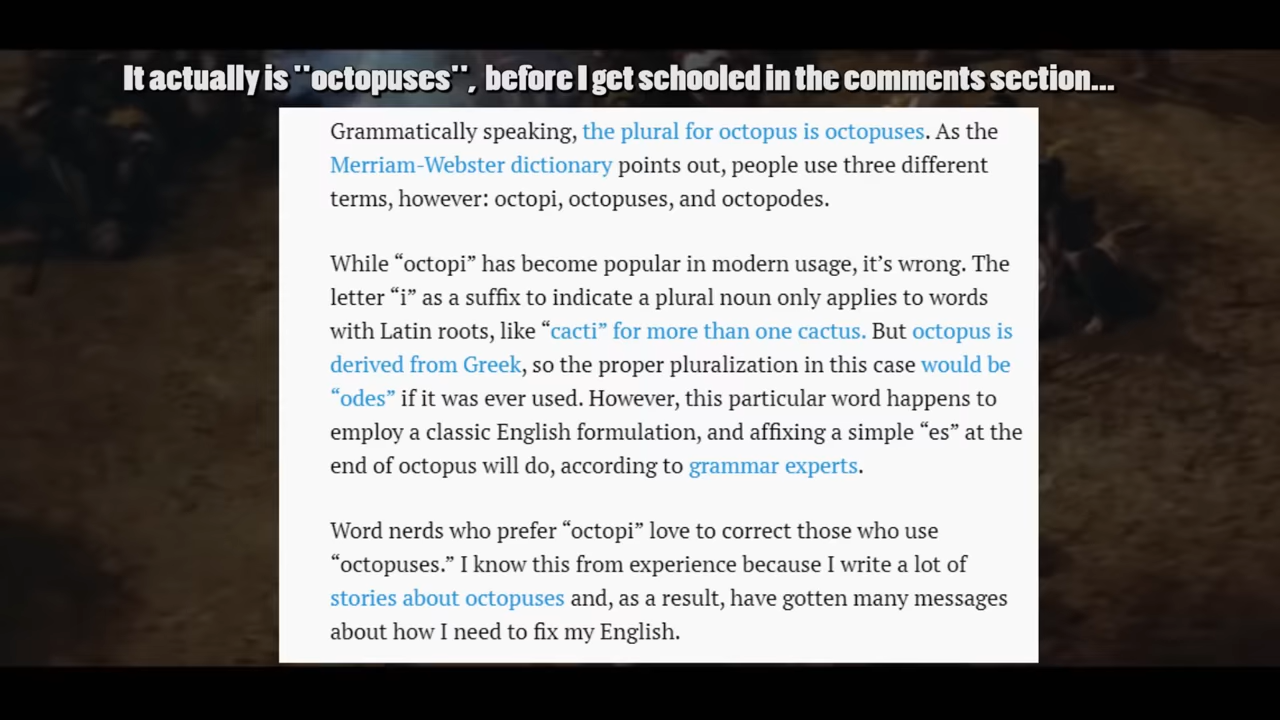 It actually is "octopuses", before I get schooled in the comments section...
Grammatically speaking, the plural for octopus is octopuses. As the
Merriam-Webster dictionary points out, people use three different
terms, however: octopi, octopuses, and octopodes.
While “octopi” has become popular in modern usage, it’s wrong. The
letter “i” as a suffix to indicate a plural noun only applies to words
with Latin roots, like “cacti” for more than one cactus. But octopus is
derived from Greek, so the proper pluralization in this case would be
“odes” if it was ever used. However, this particular word happens to
employ a classic English formulation, and affixing a simple “es” at the
end of octopus will do, according to grammar experts.
Word nerds who prefer “octopi” love to correct those who use
“octopuses.” I know this from experience because I write a lot of
stories about octopuses and, as a result, have gotten many messages
about how I need to fix my English.